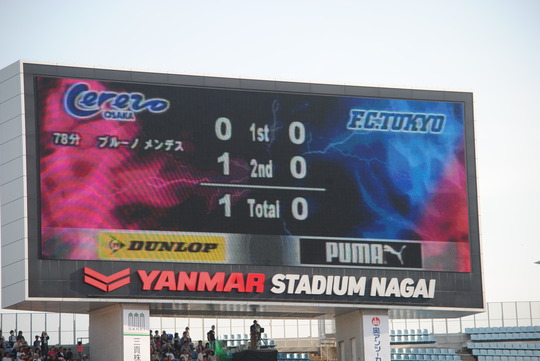 Cerezo OSAKA
F.C.TOKYO
0 1st 0
78分 ブルーノ メンデス
1 2nd 0
1 Total 0
DUNLOP PUMA
YANMAR STADIUM NAGAI